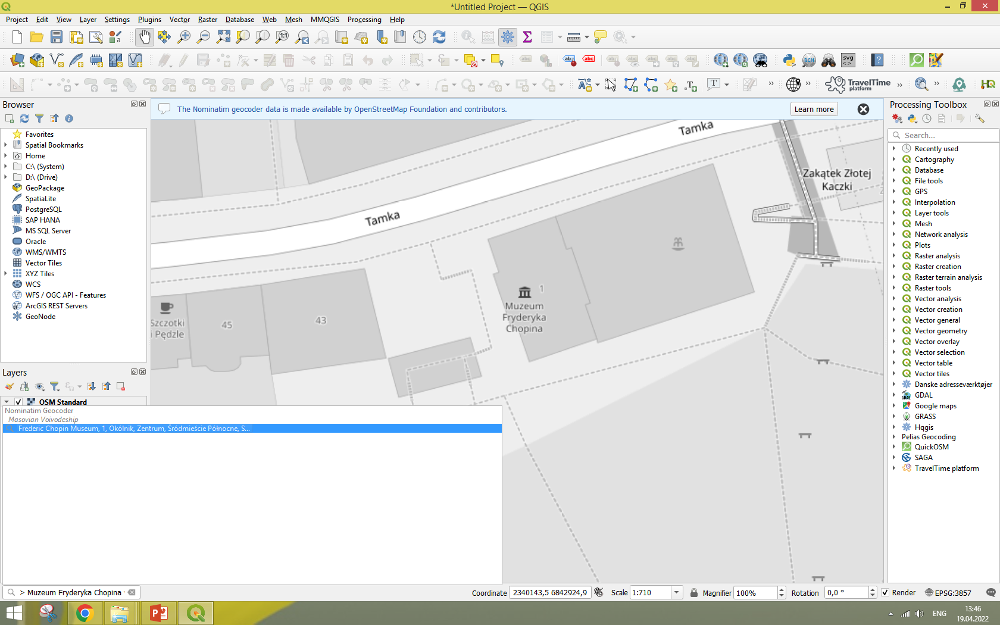 *Untitled Project — QGIS
Project Edit View Layer Settings Plugins Vector Raster Database Web Mesh MMQGIS Processing Help
1:1
abc
ab abc
BCN svg <>
TravelTime platform HQ
T
Browser
The Nominatim geocoder data is made available by OpenStreetMap Foundation and contributors. Learn more
Processing Toolbox
Search...
Favorites
Spatial Bookmarks
Home
C:\ (System)
D:\ (Drive)
GeoPackage
SpatiaLite
PostgreSQL
SAP HANA
MS SQL Server
Oracle
WMS/WMTS
Vector Tiles
XYZ Tiles
WCS
WFS / OGC API - Features
ArcGIS REST Servers
GeoNode
Layers
OSM Standard
Nominatim Geocoder
Masovian Voivodeship
Frederic Chopin Museum, 1, Okólnik, Zentrum, Śródmieście Północne, S...
Tamka
Tamka
Zakątek Złotej
Kaczki
1
Muzeum
Fryderyka
Chopina
43
45
Szczotki
i Pędzle
Recently used
Cartography
Database
File tools
GPS
Interpolation
Layer tools
Mesh
Network analysis
Plots
Raster analysis
Raster creation
Raster terrain analysis
Raster tools
Vector analysis
Vector creation
Vector general
Vector geometry
Vector overlay
Vector selection
Vector table
Vector tiles
Danske adresseværktøjer
GDAL
Google maps
GRASS
Hqgis
Pelias Geocoding
QuickOSM
SAGA
TravelTime platform
> Muzeum Fryderyka Chopina
Coordinate 2340143,5 6842924,9 Scale 1:710 Magnifier 100% Rotation 0,0 ° Render EPSG:3857
ENG
13:46
19.04.2022